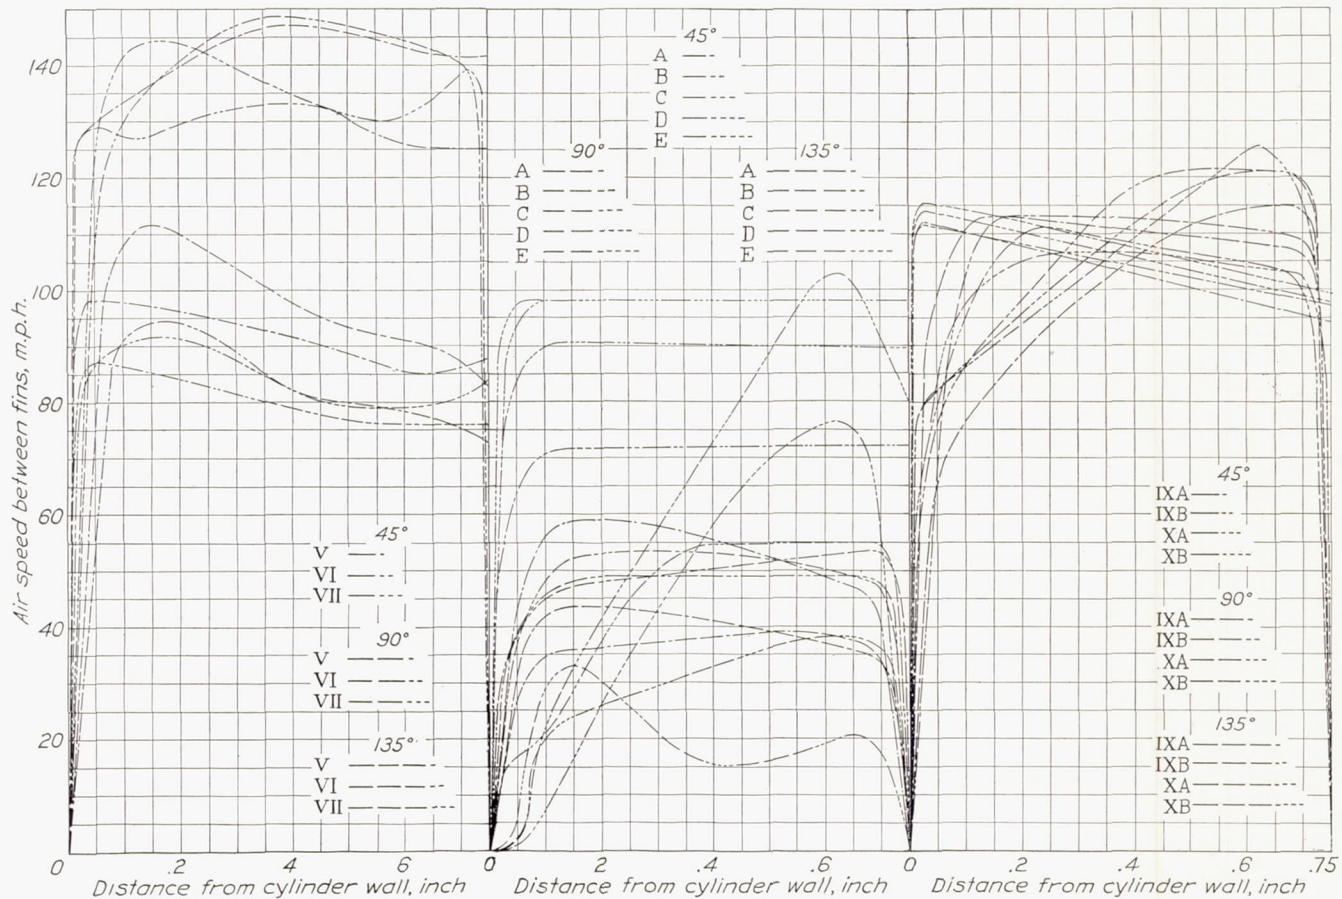 Air speed between fins, m.p.h.
140
120
100
80
60
40
20
0
45°
V
VI
VII
90°
V
VI
VII
135°
V
VI
VII
0 .2 .4 .6
Distance from cylinder wall, inch
45°
A
B
C
D
E
90°
A
B
C
D
E
135°
A
B
C
D
E
0 .2 .4 .6
Distance from cylinder wall, inch
45°
IXA
IXB
XA
XB
90°
IXA
IXB
XA
XB
135°
IXA
IXB
XA
XB
0 .2 .4 .6 .75
Distance from cylinder wall, inch